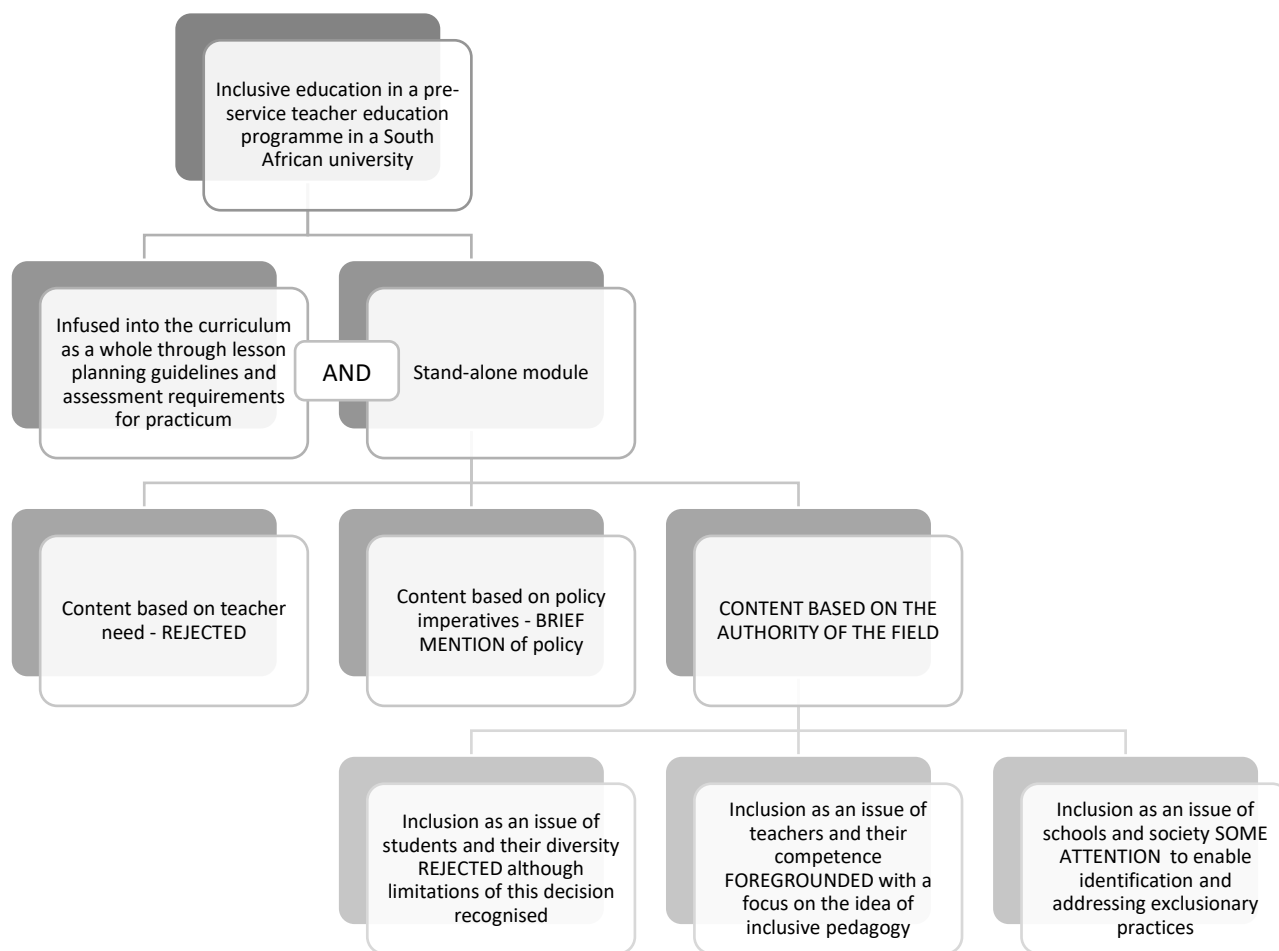 Inclusive education in a pre-
service teacher education
programme in a South
African university
Infused into the curriculum
as a whole through lesson
planning guidelines and
assessment requirements
for practicum
AND
Stand-alone module
Content based on teacher
need - REJECTED
Content based on policy
imperatives - BRIEF
MENTION of policy
CONTENT BASED ON THE
AUTHORITY OF THE FIELD
Inclusion as an issue of
students and their diversity
REJECTED although
limitations of this decision
recognised
Inclusion as an issue of
teachers and their
competence
FOREGROUNDED with a
focus on the idea of
inclusive pedagogy
Inclusion as an issue of
schools and society SOME
ATTENTION to enable
identification and
addressing exclusionary
practices